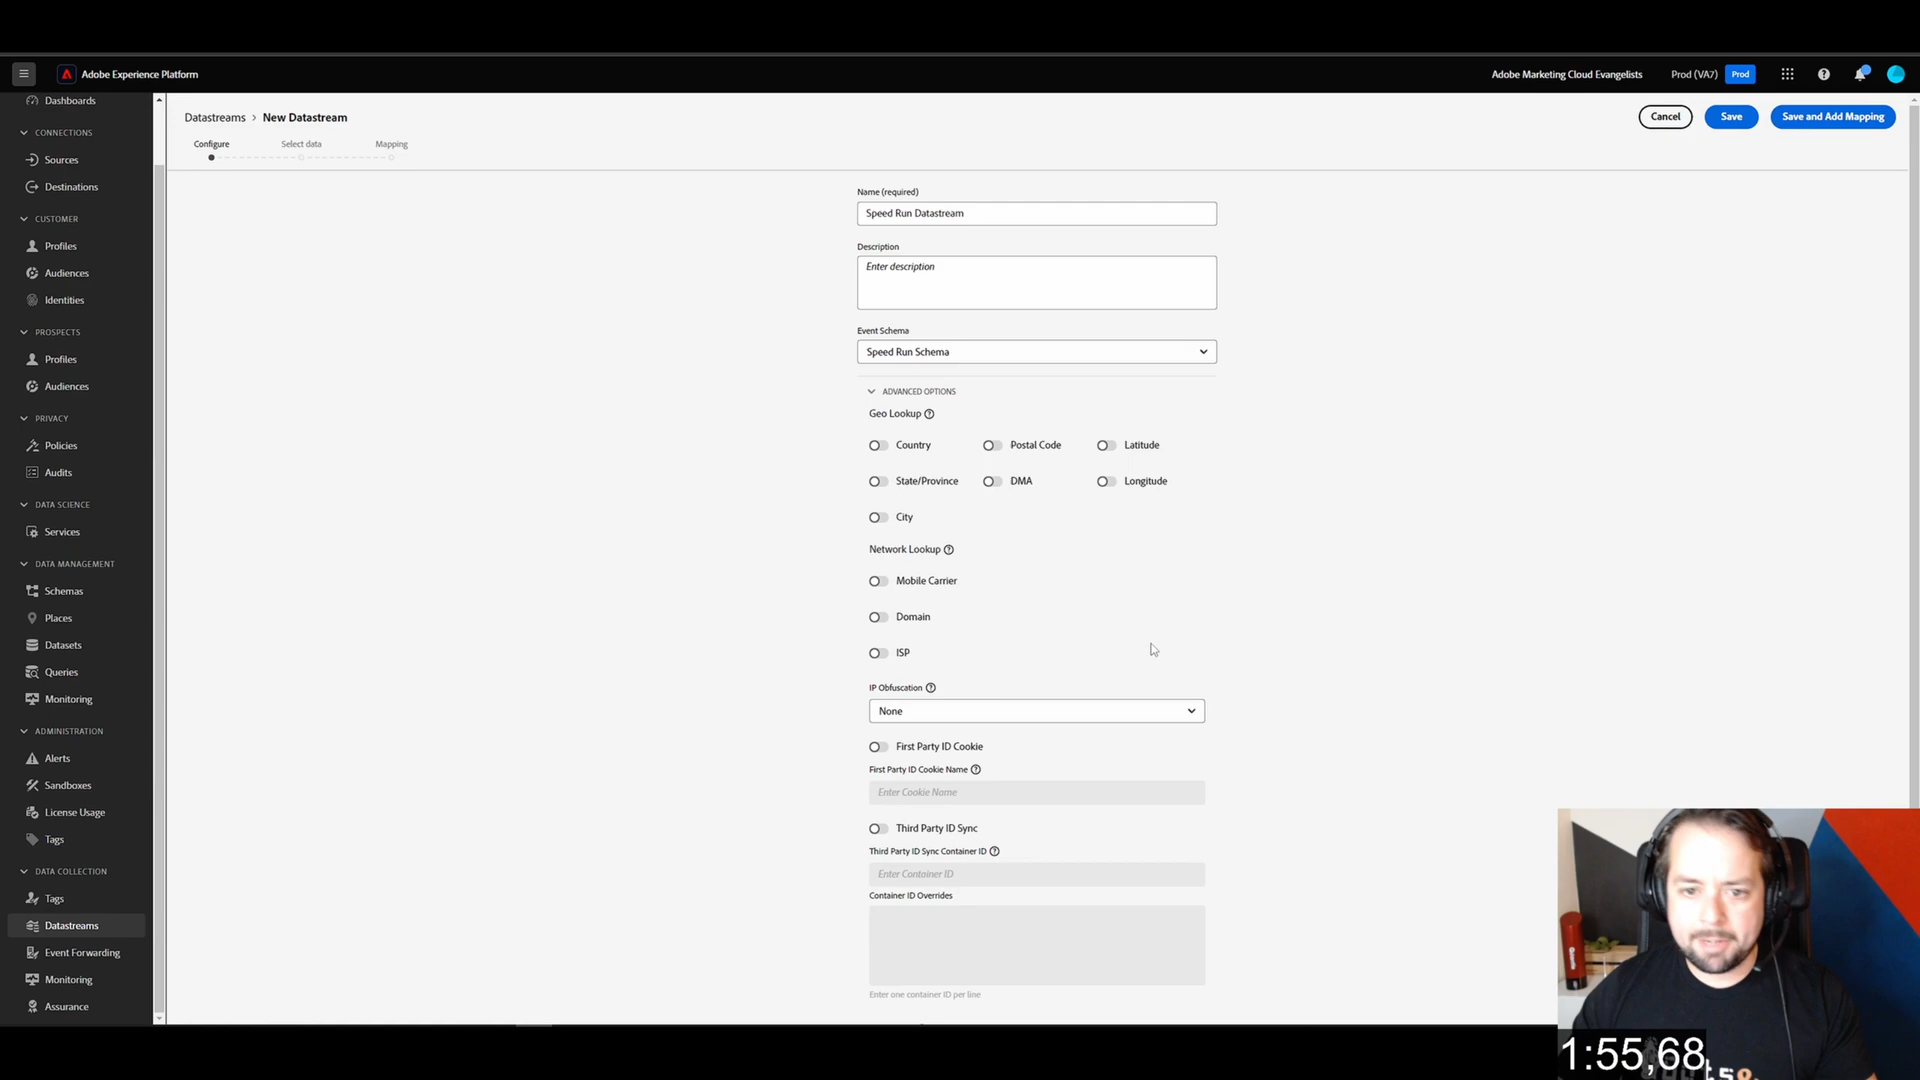 Adobe Experience Platform
Adobe Marketing Cloud Evangelists
Prod (VA7)
Prod
Dashboards
CONNECTIONS
Sources
Destinations
CUSTOMER
Profiles
Audiences
Identities
PROSPECTS
Profiles
Audiences
PRIVACY
Policies
Audits
DATA SCIENCE
Services
DATA MANAGEMENT
Schemas
Places
Datasets
Queries
Monitoring
ADMINISTRATION
Alerts
Sandboxes
License Usage
Tags
DATA COLLECTION
Tags
Datastreams
Event Forwarding
Monitoring
Assurance
Datastreams > New Datastream
Cancel
Save
Save and Add Mapping
Configure
Select data
Mapping
Name (required)
Speed Run Datastream
Description
Enter description
Event Schema
Speed Run Schema
ADVANCED OPTIONS
Geo Lookup
Country
Postal Code
Latitude
State/Province
DMA
Longitude
City
Network Lookup
Mobile Carrier
Domain
ISP
IP Obfuscation
None
First Party ID Cookie
First Party ID Cookie Name
Enter Cookie Name
Third Party ID Sync
Third Party ID Sync Container ID
Enter Container ID
Container ID Overrides
Enter one container ID per line
1:55,68